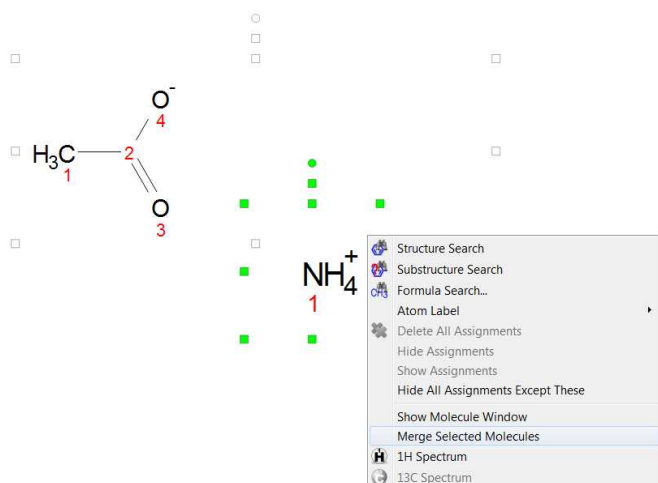 O-
4
H3C
1
2
O
3
NH4+
1
Structure Search
Substructure Search
CH3 Formula Search...
Atom Label
Delete All Assignments
Hide Assignments
Show Assignments
Hide All Assignments Except These
Show Molecule Window
Merge Selected Molecules
H 1H Spectrum
C 13C Spectrum